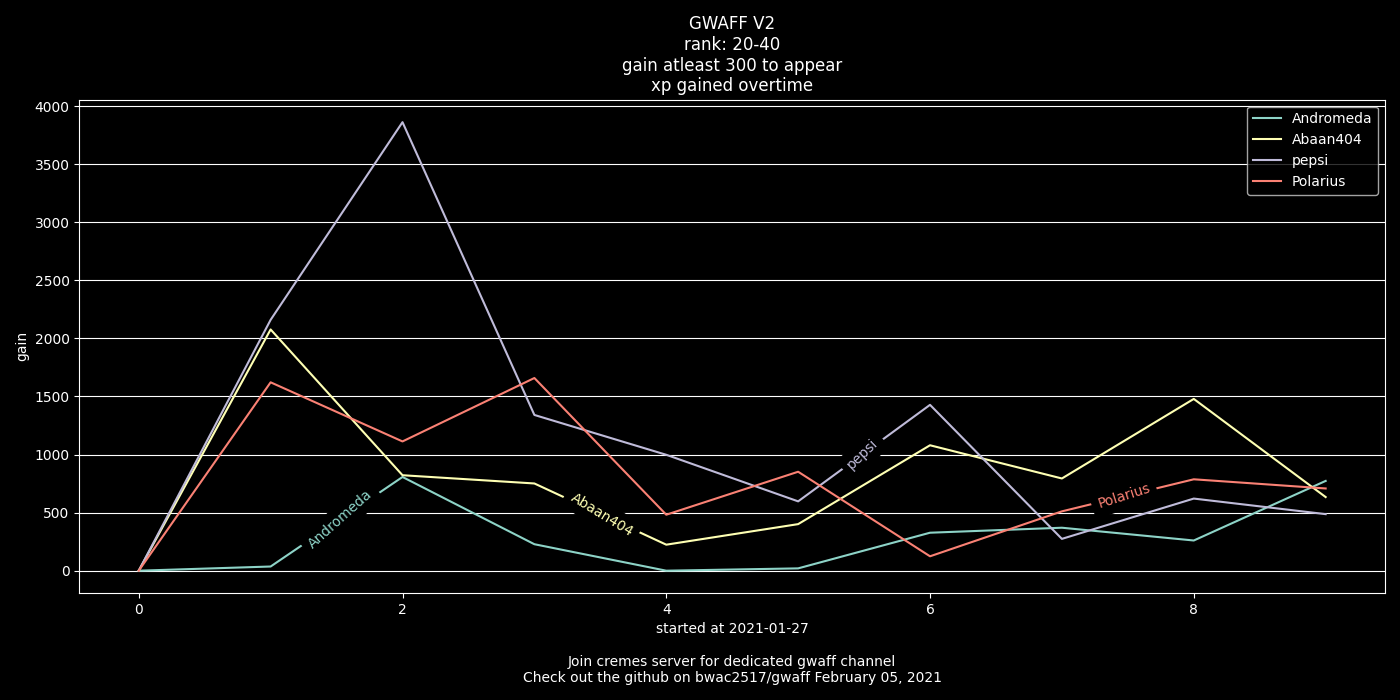 GWAFF V2
rank: 20-40
gain atleast 300 to appear
xp gained overtime
4000
3500
3000
2500
2000
1500
1000
500
0
gain
Andromeda
Abaan404
pepsi
Polarius
Andromeda
Abaan404
pepsi
Polarius
0 2 4 6 8
started at 2021-01-27
Join cremes server for dedicated gwaff channel
Check out the github on bwac2517/gwaff February 05, 2021